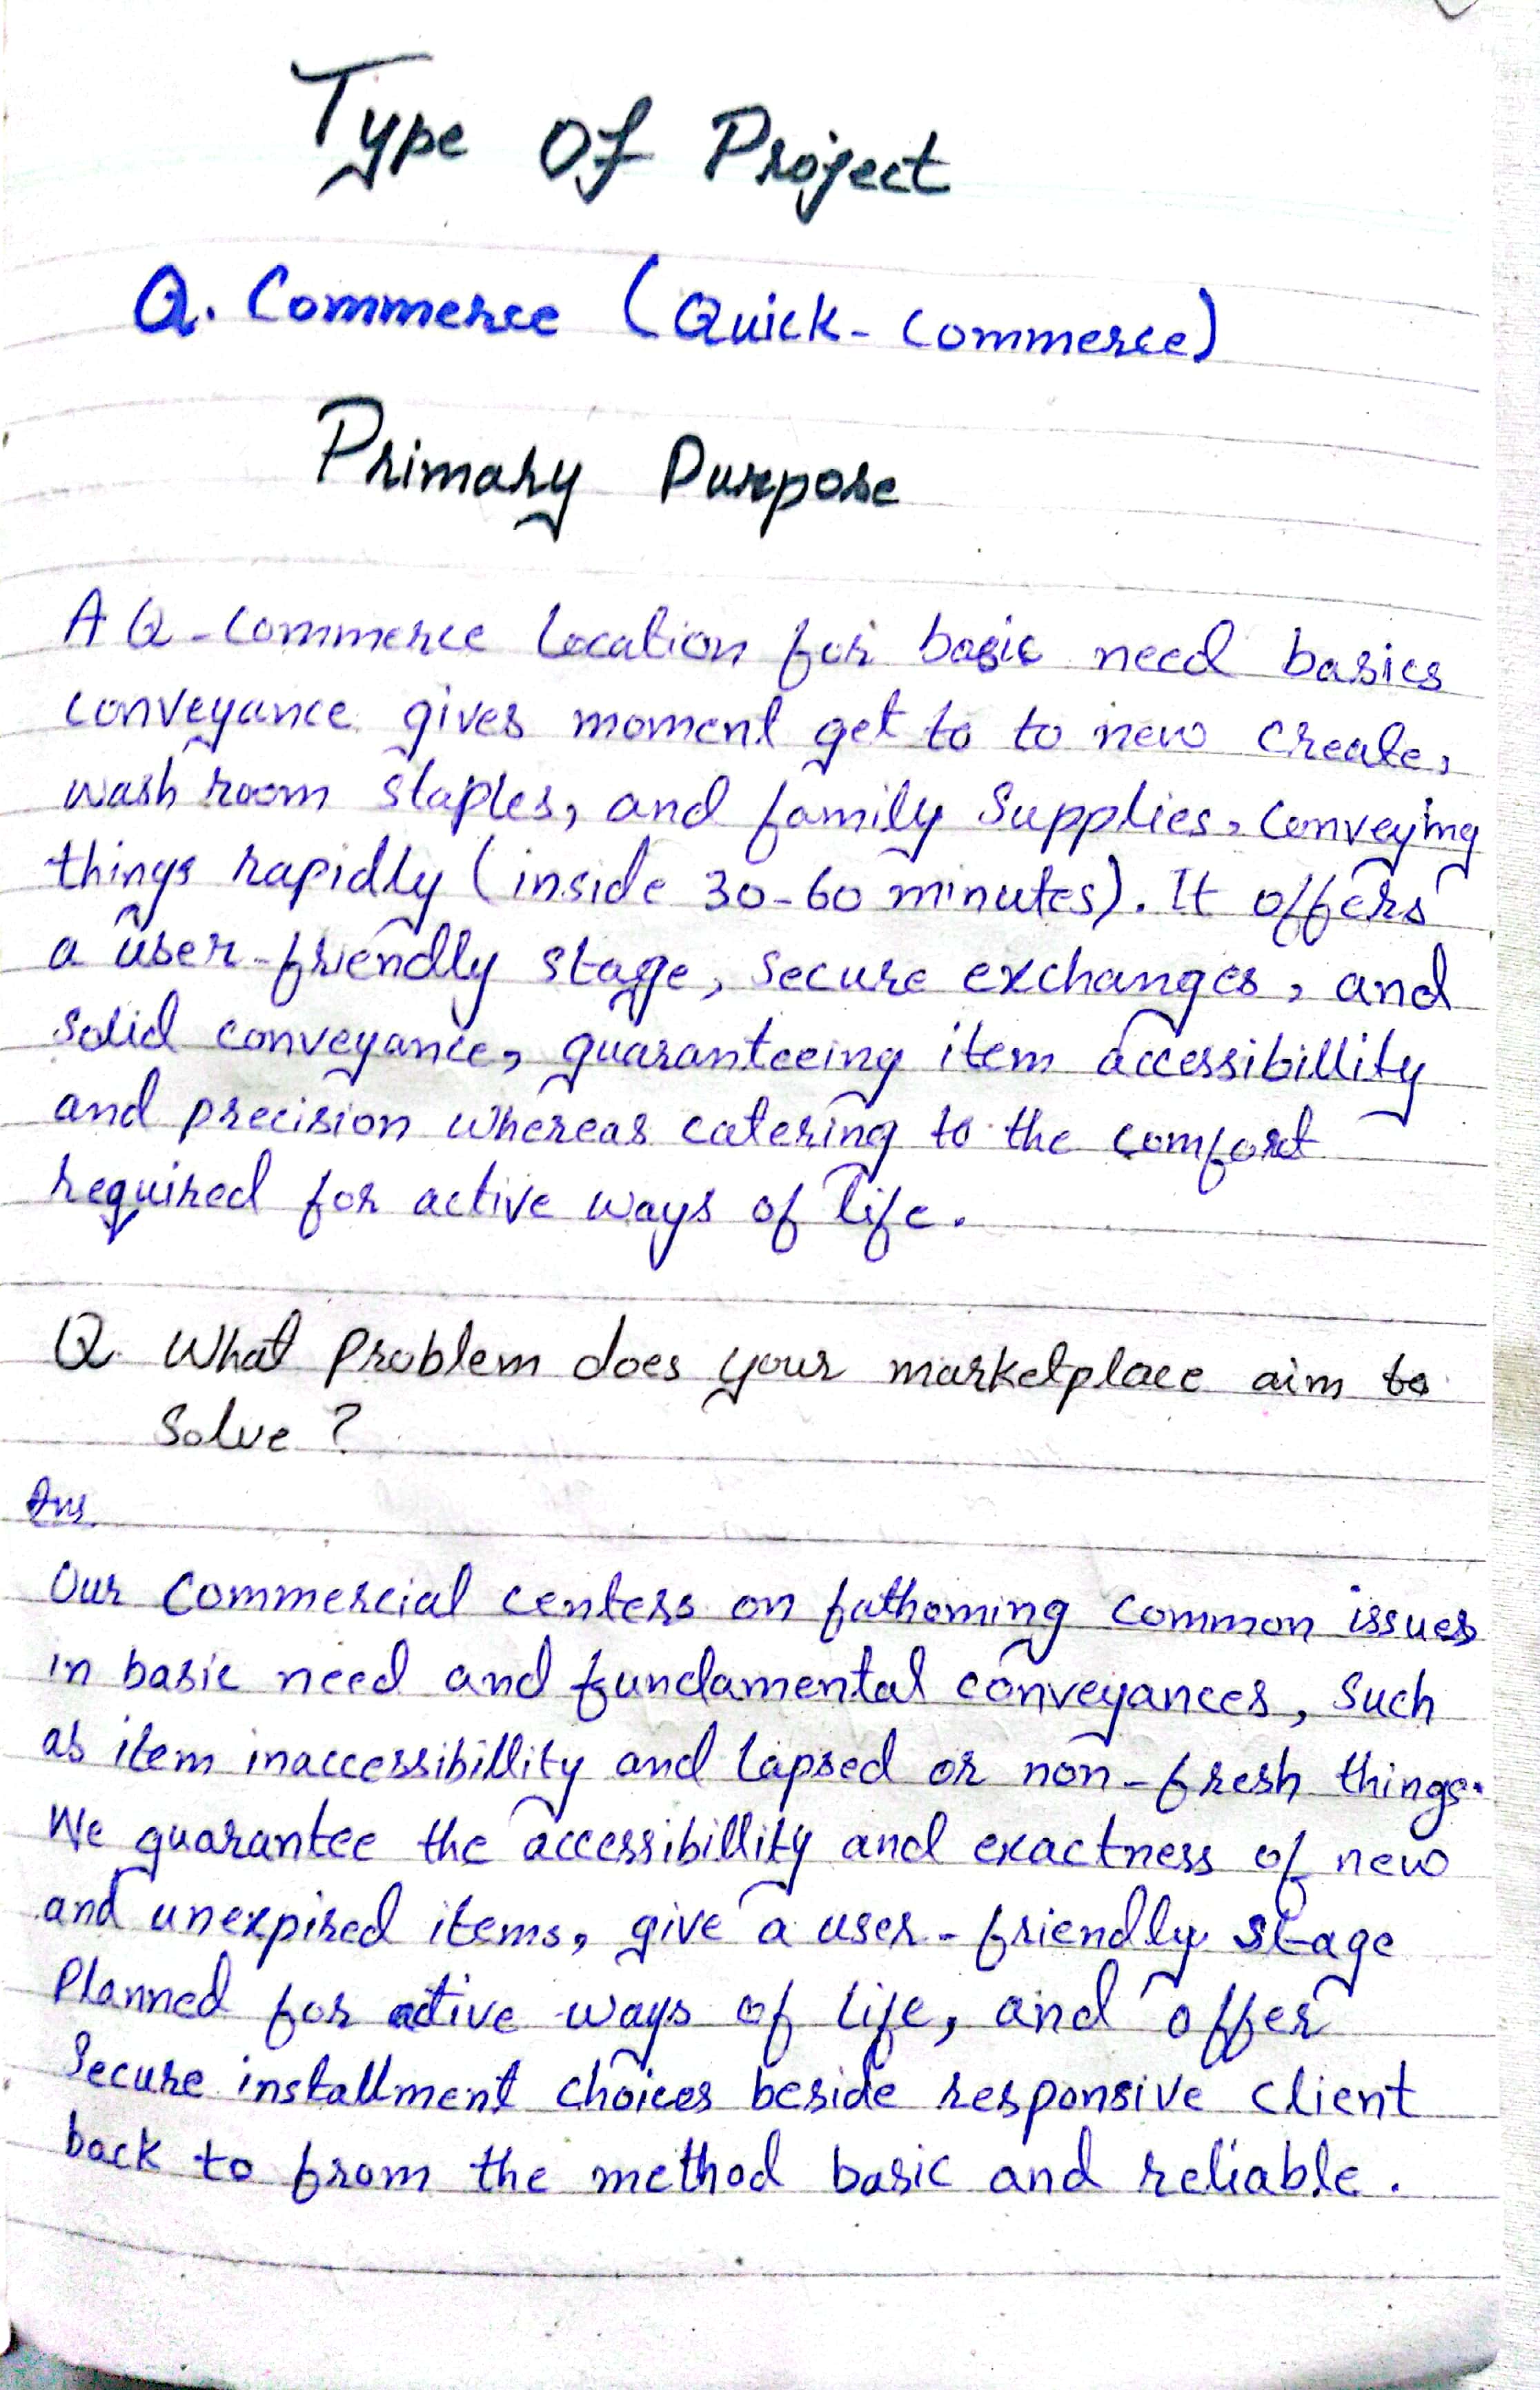 Type Of Project
Q. Commerce (Quick-Commerce)
Primary Purpose
A Q-Commerce location for basic need basics
conveyance gives moment get to to new create,
wash room staples, and family supplies, conveying
things rapidly (inside 30-60 minutes). It offers
a user-friendly stage, secure exchanges, and
solid conveyance, guaranteeing item accessibillity
and precision whereas catering to the comfort
required for active ways of life.
Q. What Problem does your marketplace aim to
Solve?
Ans.
Our Commercial centers on fathoming common issues
in basic need and fundamental conveyances, Such
as item inaccessibillity and lapsed or non-fresh things.
We guarantee the accessibillity and exactness of new
and unexpired items, give a user-friendly stage
Planned for active ways of life, and offer
Secure installment choices beside responsive client
back to from the method basic and reliable.